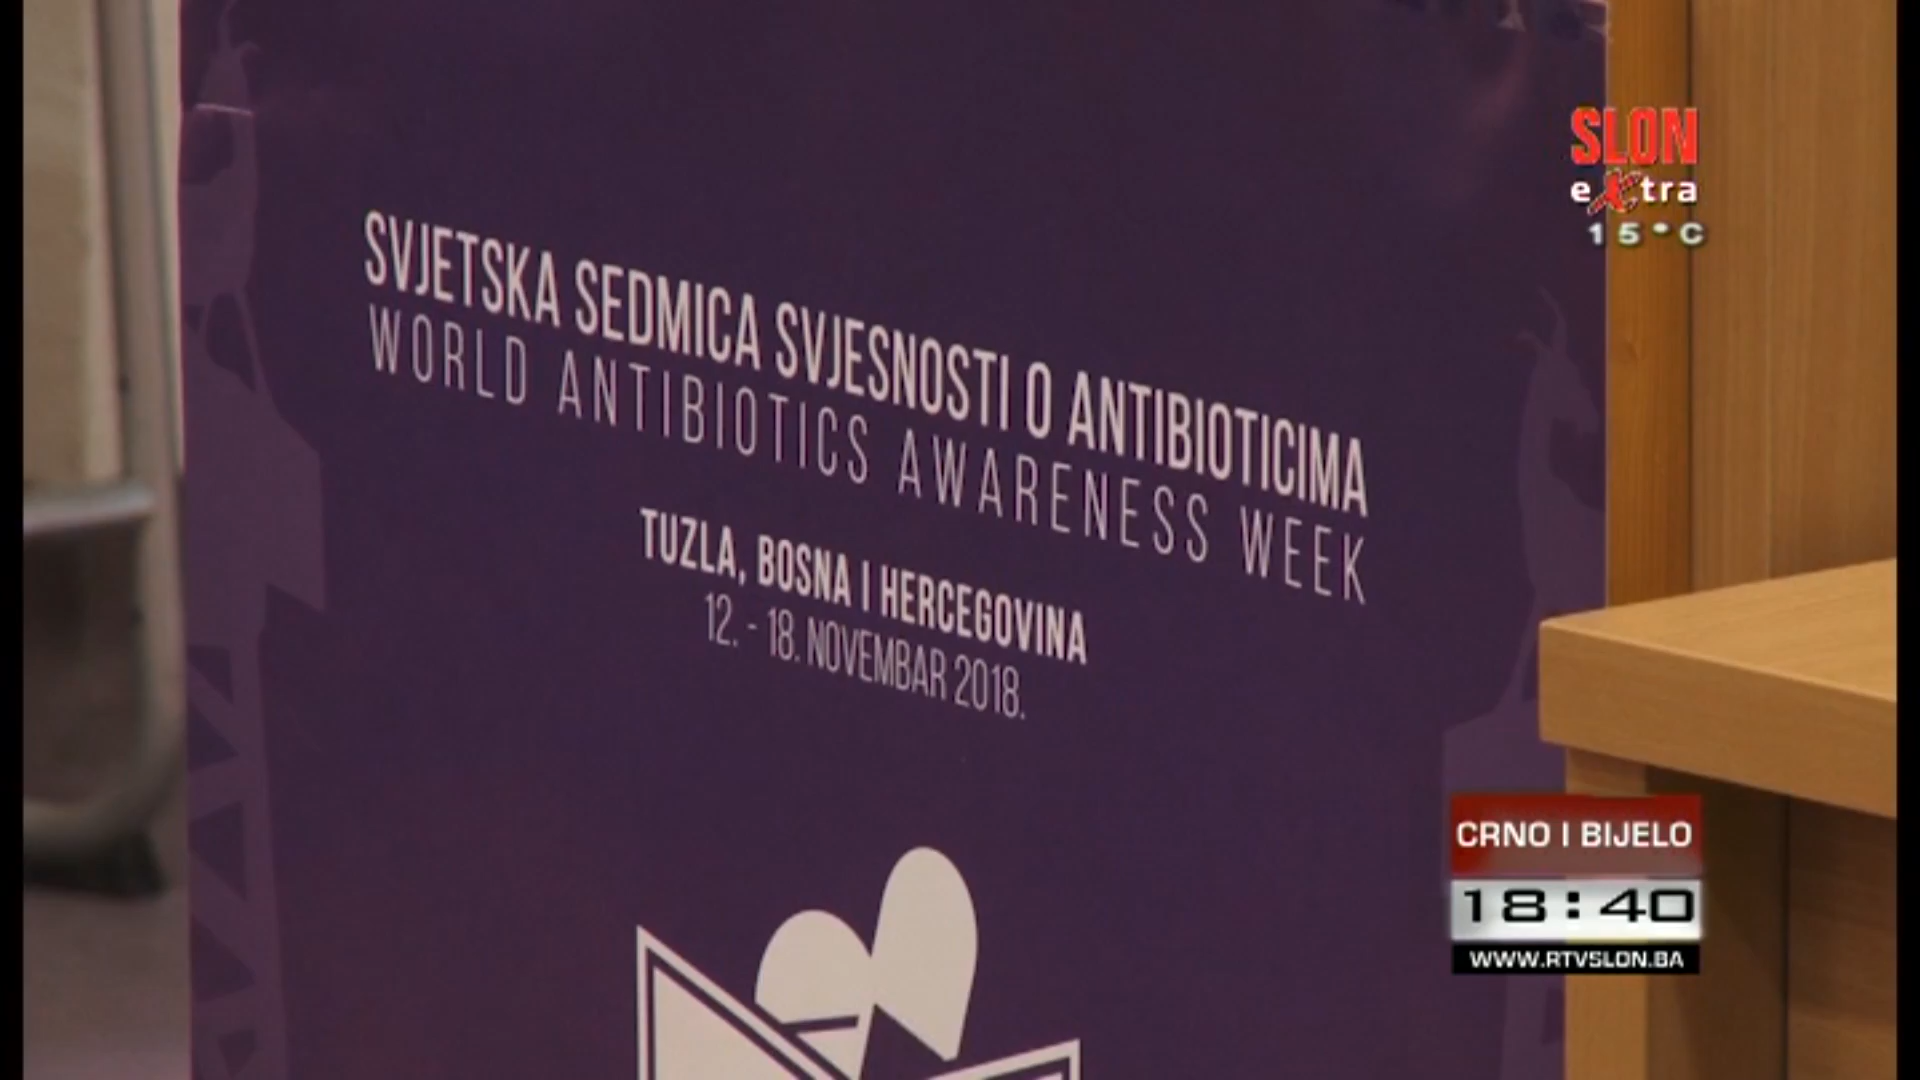 SLON
eXtra
15°C
SVJETSKA SEDMICA SVJESNOSTI O ANTIBIOTICIMA
WORLD ANTIBIOTICS AWARENESS WEEK
TUZLA, BOSNA I HERCEGOVINA
12. - 18. NOVEMBAR 2018.
CRNO I BIJELO
18:40
WWW.RTVSLON.BA